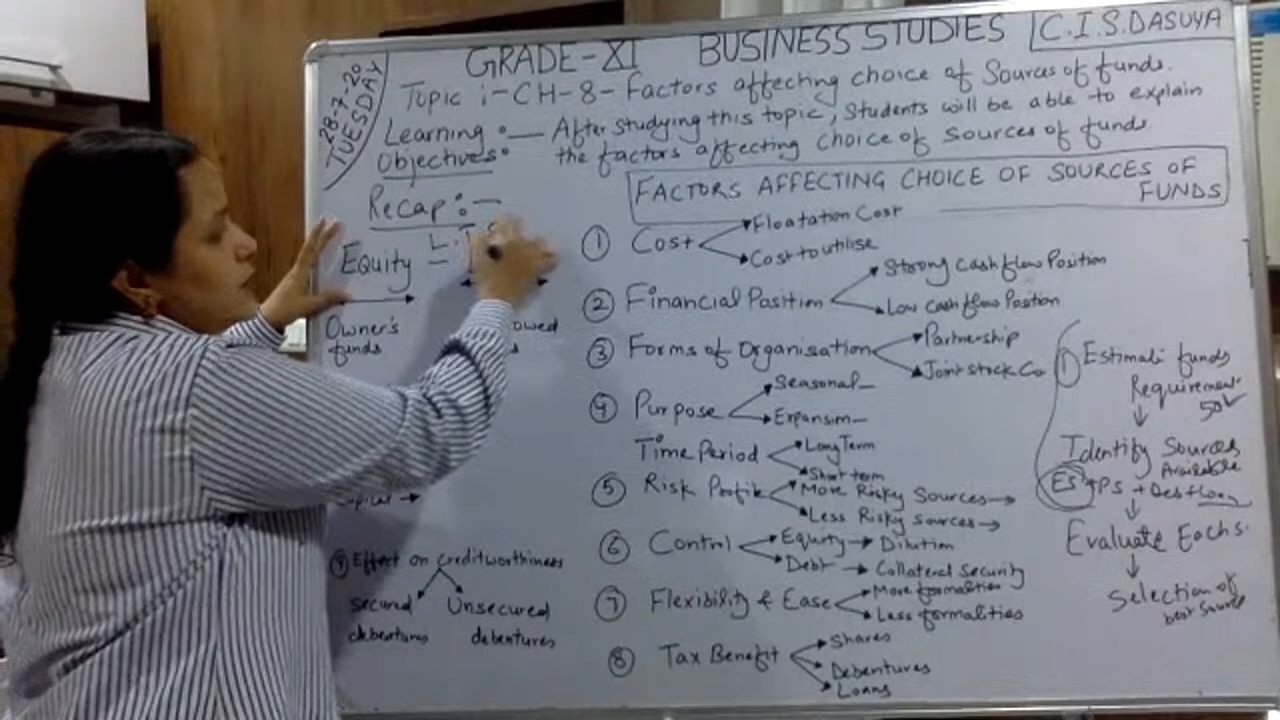 28-7-20
TUESDAY
GRADE-XI BUSINESS STUDIES
C.I.S.DASUYA
Topic :- CH-8- Factors affecting choice of Sources of funds.
Learning Objectives :— After studying this topic, Students will be able to explain
the factors affecting choice of sources of funds
Recap :—
Equity
Owner's
funds
FACTORS AFFECTING CHOICE OF SOURCES OF
FUNDS
① Cost
Floatation Cost
Cost to utilise
② Financial Position
Strong Cash flow Position
Low Cash flow Position
③ Forms of Organisation
Partnership
Joint stock Co
④ Purpose
Seasonal
Expansion
Time Period
Long Term
Short term
⑤ Risk Profile
More Risky Sources
Less Risky Sources
⑥ Control
Equity → Dilution
Debt → Collateral Security
⑦ Flexibility & Ease
More formalities
Less formalities
⑧ Tax Benefit
Shares
Debentures
Loans
⑨ Effect on creditworthiness
secured
debentures
Unsecured
debentures
① Estimate funds
Requirement
50
Identify Sources
Available
ES + PS + Deb + Loan
Evaluate Each S.
Selection of
best source